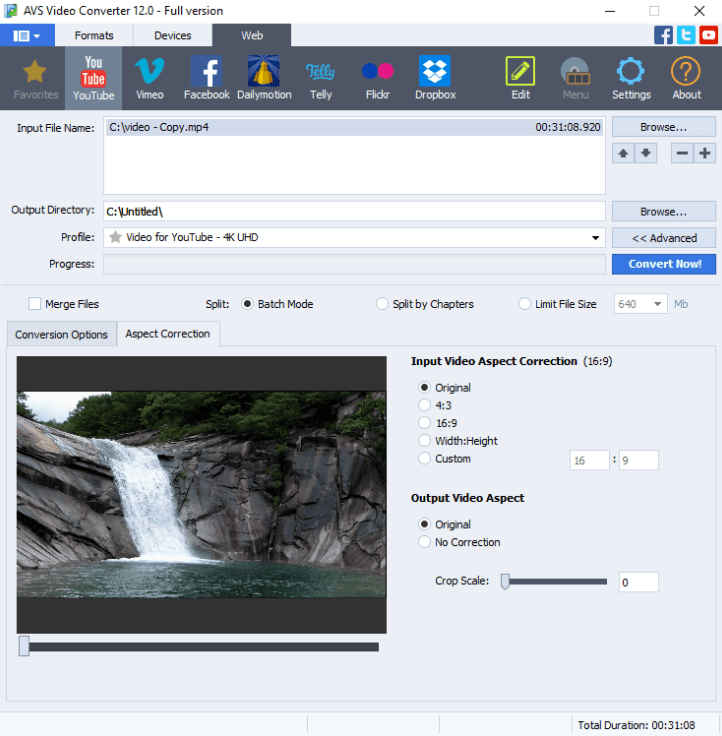 AVS Video Converter 12.0 - Full version
Formats Devices Web
Favorites You Tube YouTube Vimeo Facebook Dailymotion Telly Telly Flickr Dropbox Edit Menu Settings About
Input File Name: C:\video - Copy.mp4 00:31:08.920 Browse...
Output Directory: C:\Untitled\ Browse...
Profile: Video for YouTube - 4K UHD << Advanced
Progress: Convert Now!
Merge Files Split: Batch Mode Split by Chapters Limit File Size 640 Mb
Conversion Options Aspect Correction
Input Video Aspect Correction (16:9)
Original
4:3
16:9
Width:Height
Custom 16 : 9
Output Video Aspect
Original
No Correction
Crop Scale: 0
Total Duration: 00:31:08